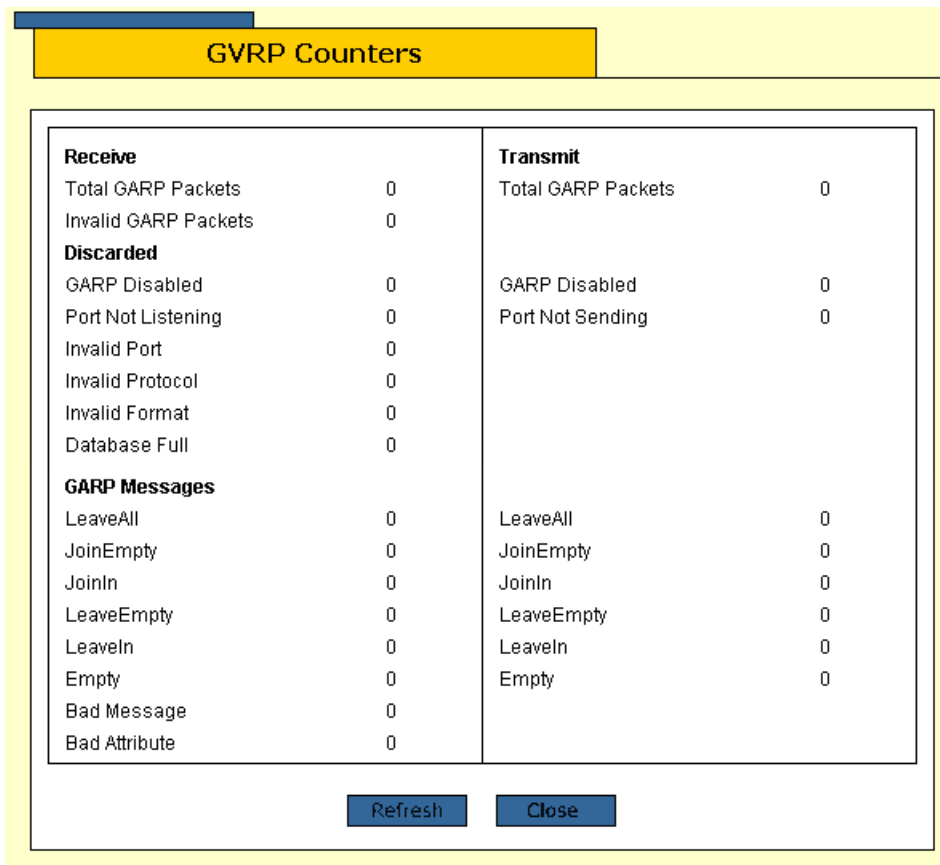 GVRP Counters
Receive Transmit
Total GARP Packets 0 Total GARP Packets 0
Invalid GARP Packets 0
Discarded
GARP Disabled 0 GARP Disabled 0
Port Not Listening 0 Port Not Sending 0
Invalid Port 0
Invalid Protocol 0
Invalid Format 0
Database Full 0
GARP Messages
LeaveAll 0 LeaveAll 0
JoinEmpty 0 JoinEmpty 0
JoinIn 0 JoinIn 0
LeaveEmpty 0 LeaveEmpty 0
LeaveIn 0 LeaveIn 0
Empty 0 Empty 0
Bad Message 0
Bad Attribute 0
Refresh Close